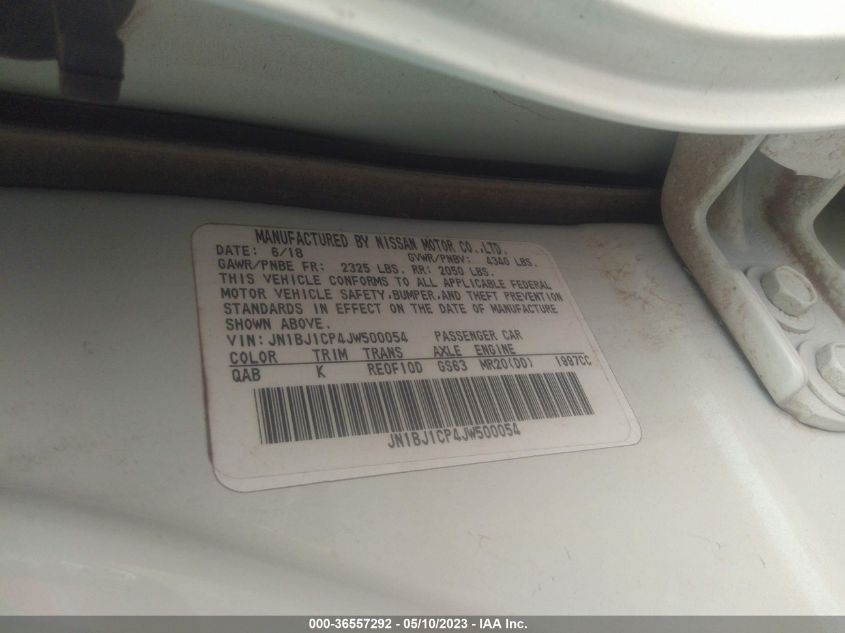 MANUFACTURED BY NISSAN MOTOR CO.,LTD.
DATE: 6/18 GVWR/PNBV: 4340 LBS.
GAWR/PNBE FR: 2325 LBS. RR: 2050 LBS.
THIS VEHICLE CONFORMS TO ALL APPLICABLE FEDERAL
MOTOR VEHICLE SAFETY,BUMPER,AND THEFT PREVENTION
STANDARDS IN EFFECT ON THE DATE OF MANUFACTURE
SHOWN ABOVE.
VIN: JN1BJ1CP4JW500054 PASSENGER CAR
COLOR TRIM TRANS AXLE ENGINE
QAB K RE0F10D GS63 MR20(DD) 1997CC
JN1BJ1CP4JW500054
000-36557292 - 05/10/2023 - IAA Inc.